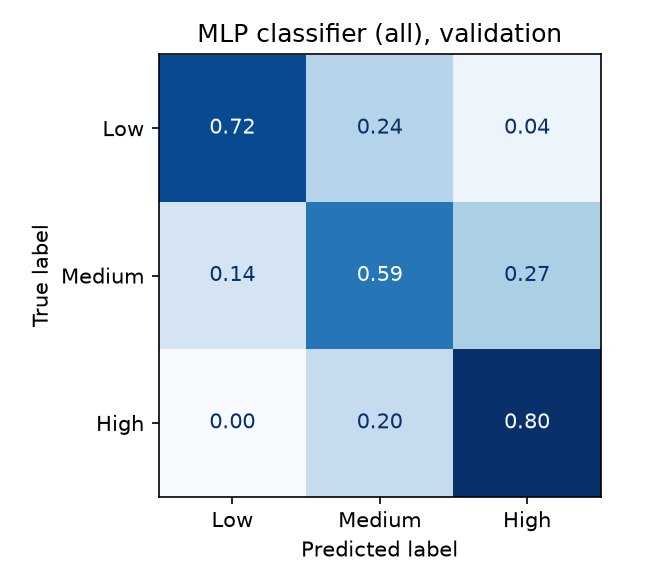 MLP classifier (all), validation
Low 0.72 0.24 0.04
Medium 0.14 0.59 0.27
High 0.00 0.20 0.80
True label
Low Medium High
Predicted label